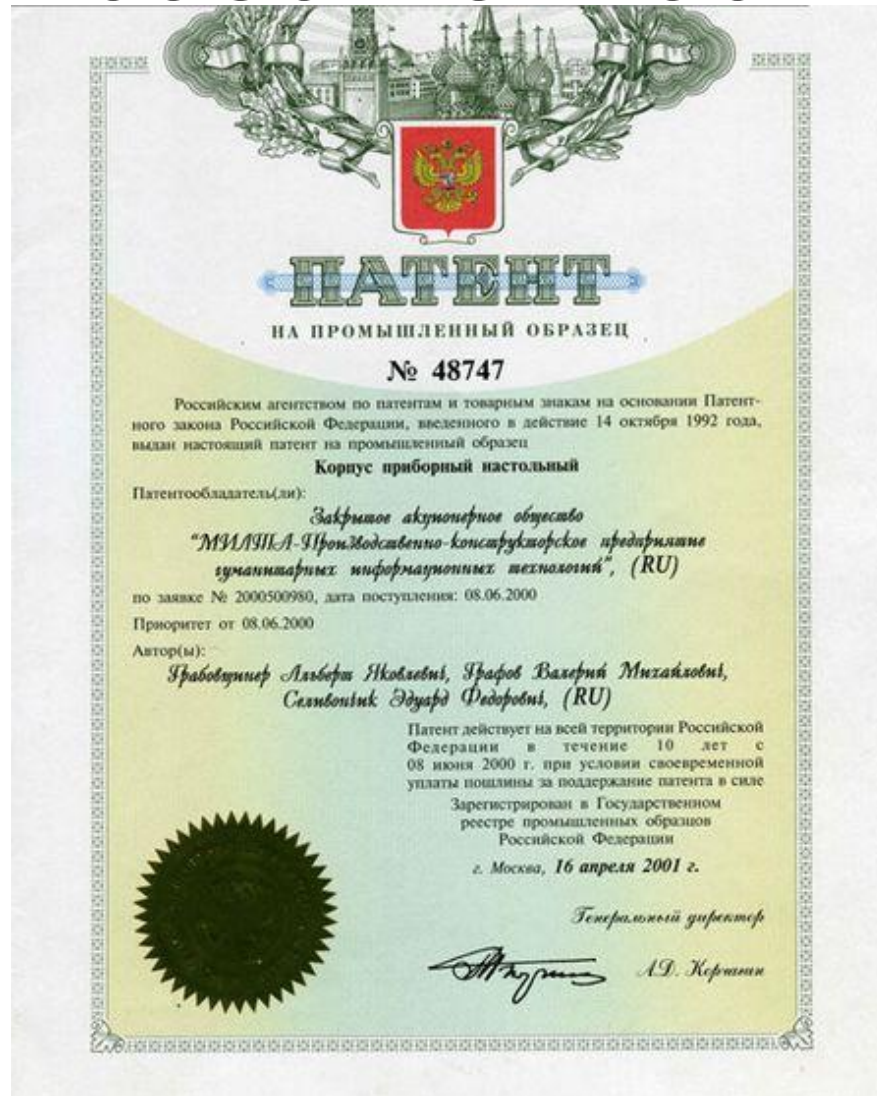 ПАТЕНТ
НА ПРОМЫШЛЕННЫЙ ОБРАЗЕЦ
№ 48747
Российским агентством по патентам и товарным знакам на основании Патент-
ного закона Российской Федерации, введенного в действие 14 октября 1992 года,
выдан настоящий патент на промышленный образец
Корпус приборный настольный
Патентообладатель(ли):
Закрытое акционерное общество
"МИЛТА-Производственно-конструкторское предприятие
гуманитарных информационных технологий", (RU)
по заявке № 2000500980, дата поступления: 08.06.2000
Приоритет от 08.06.2000
Автор(ы):
Грабовщинер Альберт Яковлевич, Графов Валерий Михайлович,
Селивончик Эдуард Федорович, (RU)
Патент действует на всей территории Российской
Федерации в течение 10 лет с
08 июня 2000 г. при условии своевременной
уплаты пошлины за поддержание патента в силе
Зарегистрирован в Государственном
реестре промышленных образцов
Российской Федерации
г. Москва, 16 апреля 2001 г.
Генеральный директор
А.Д. Корчагин